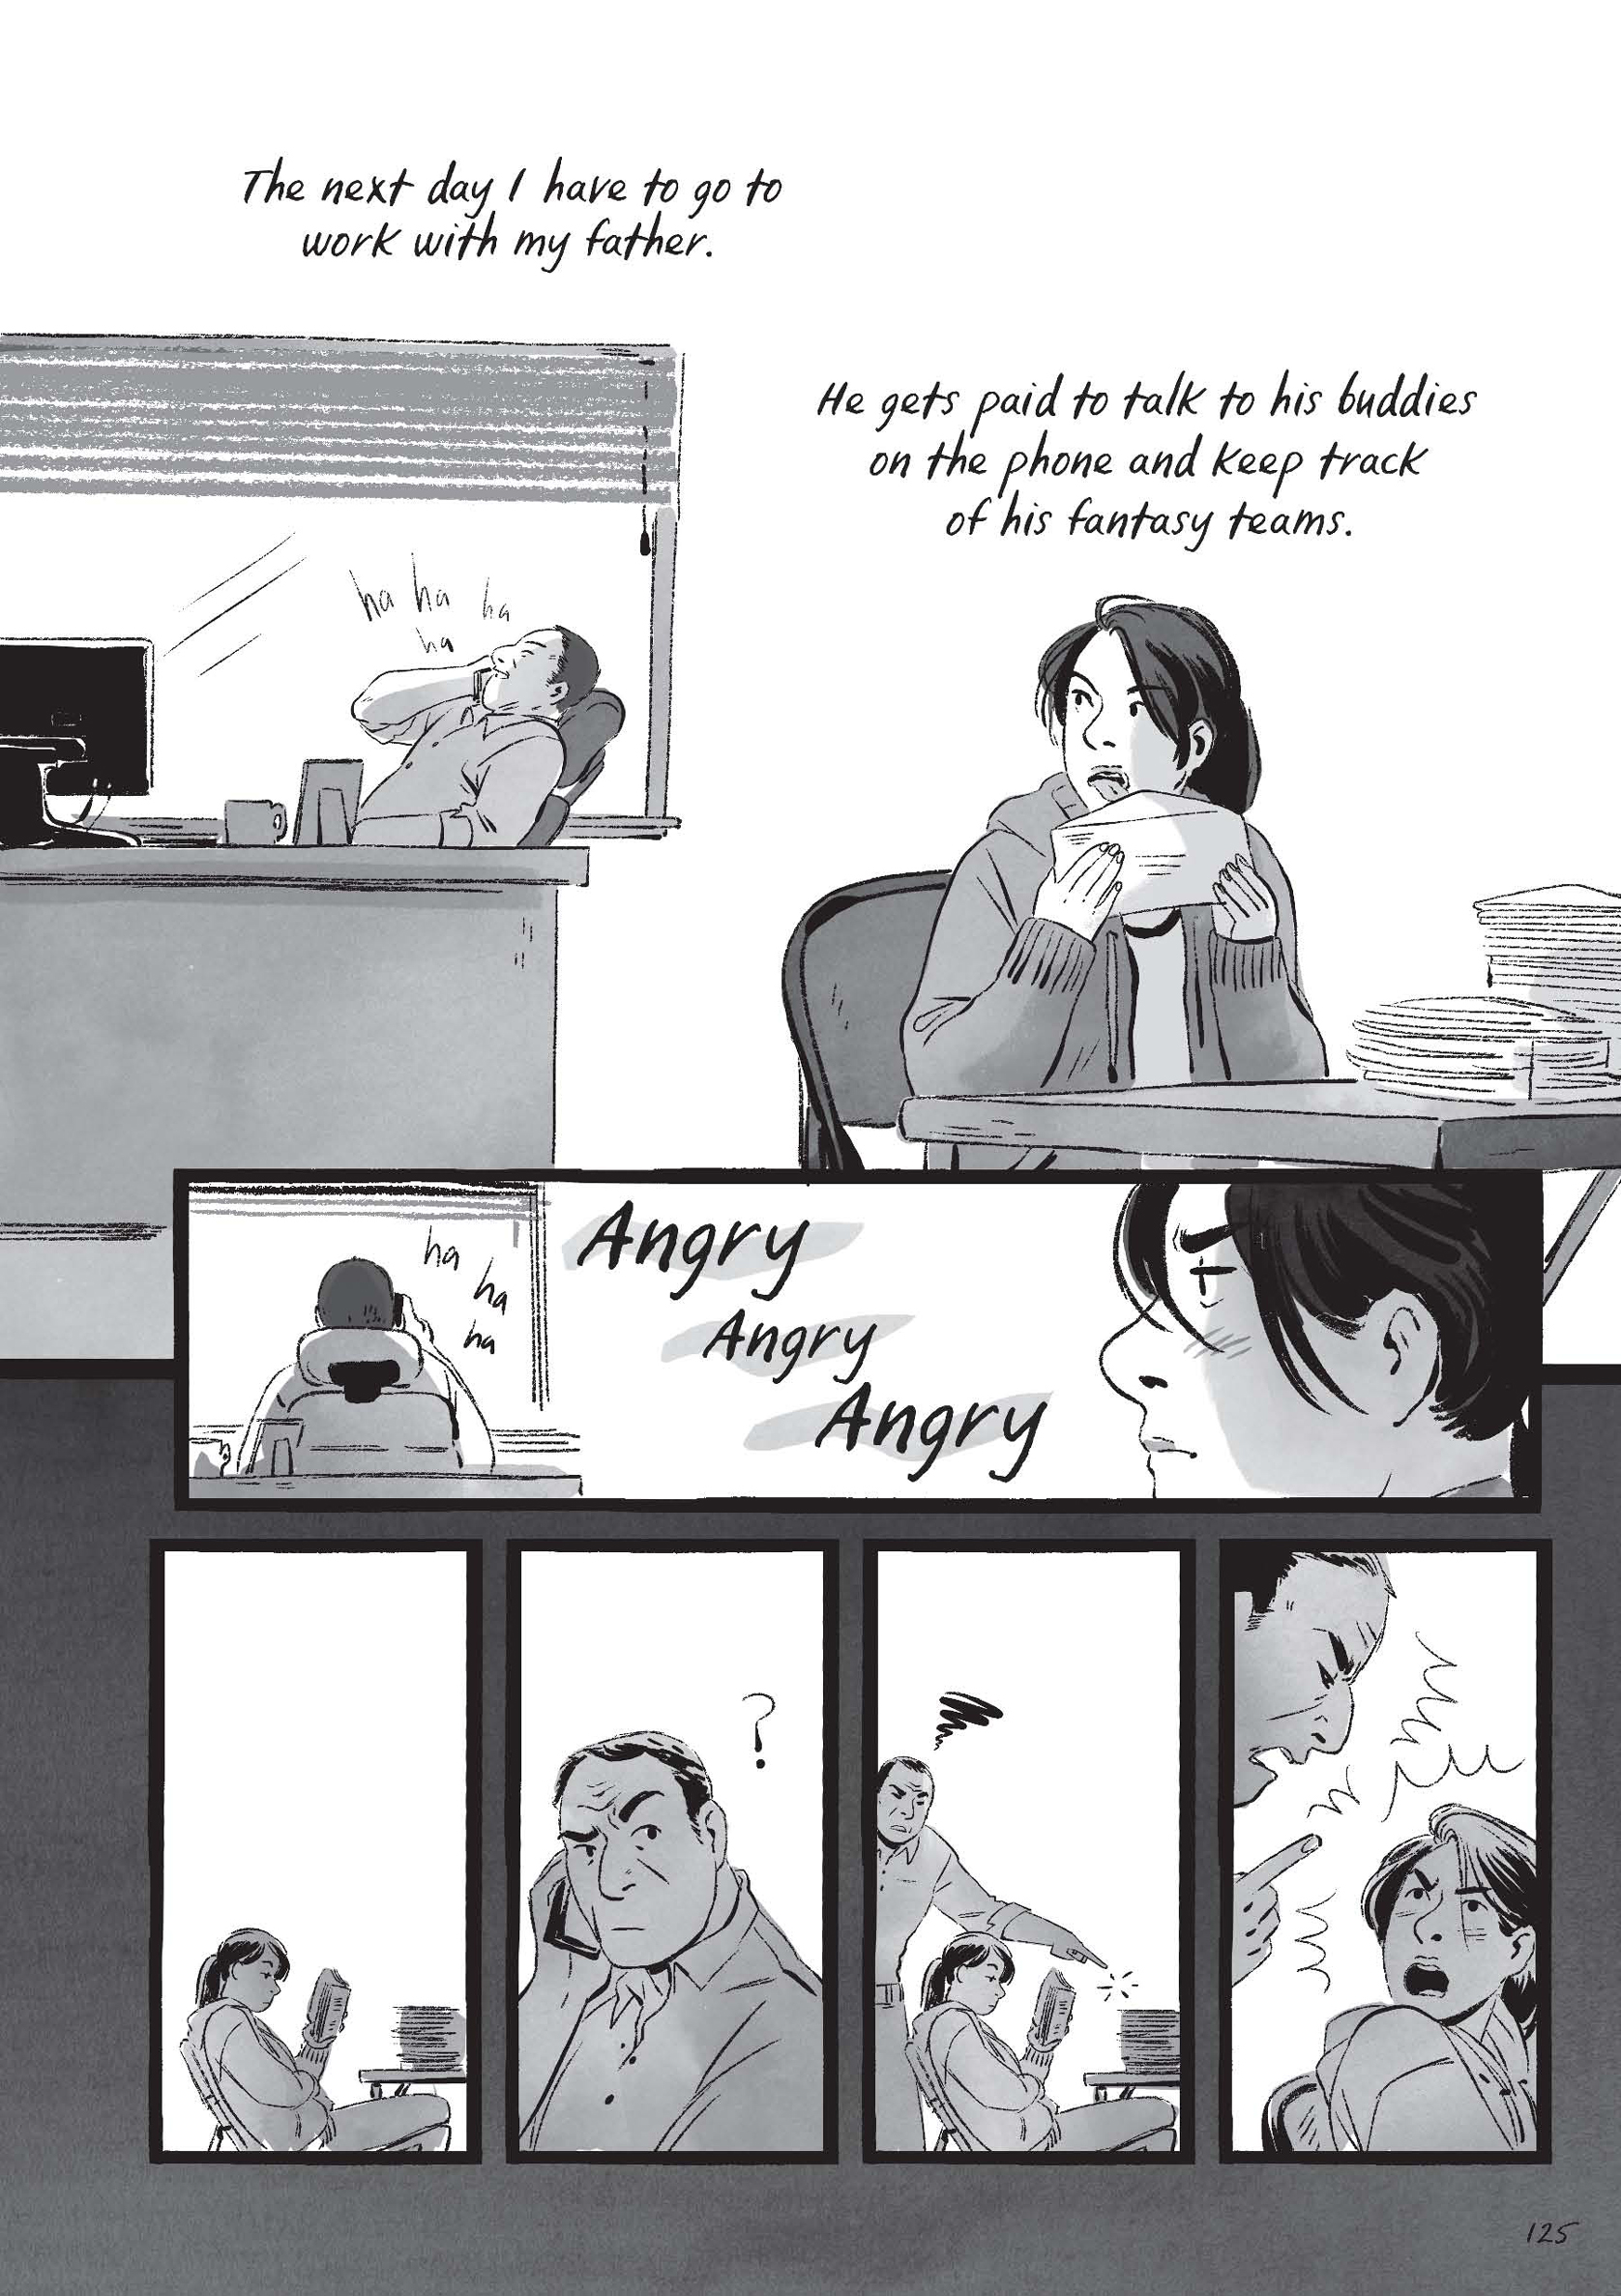 The next day I have to go to
work with my father.
He gets paid to talk to his buddies
on the phone and keep track
of his fantasy teams.
ha ha ha
ha
Angry
Angry
Angry
ha
ha
ha
?
125